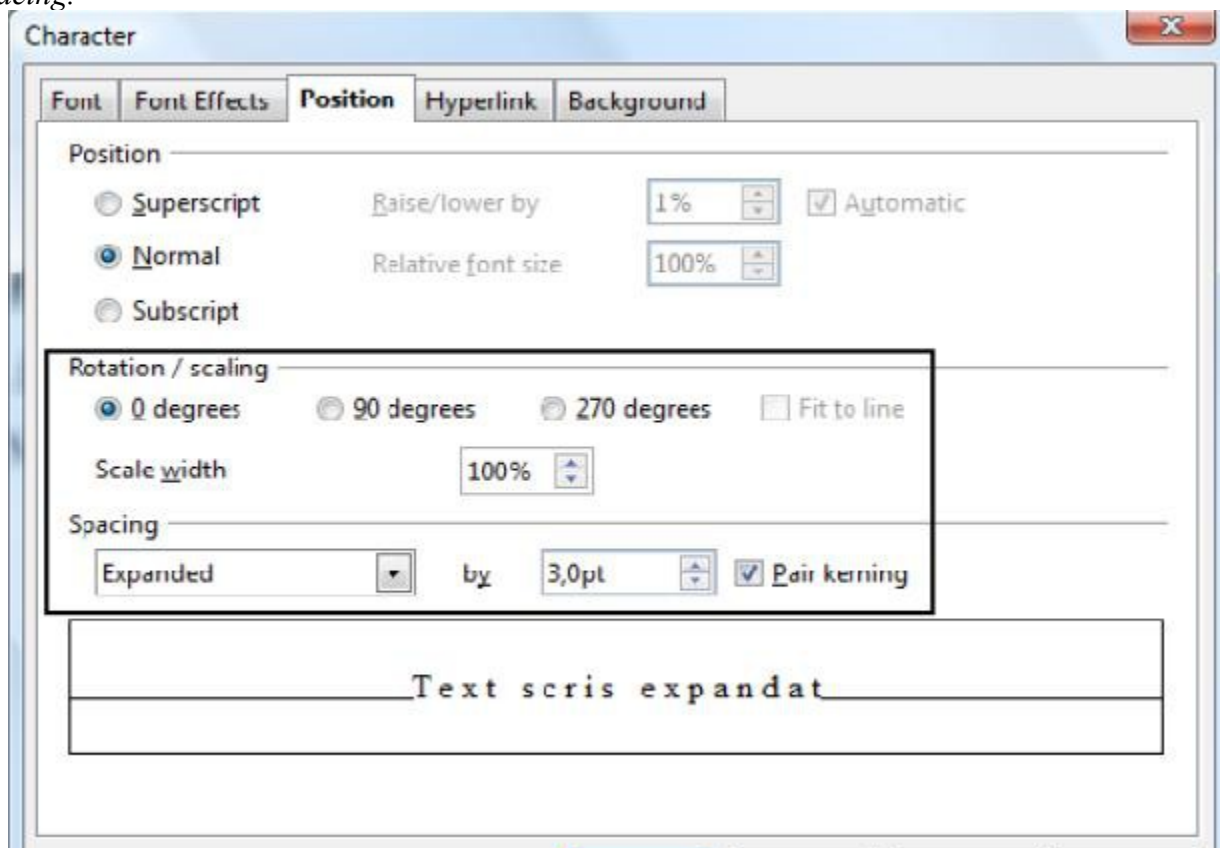 acing.
Character
Font Font Effects Position Hyperlink Background
Position
Superscript Raise/lower by 1% Automatic
Normal Relative font size 100%
Subscript
Rotation / scaling
0 degrees 90 degrees 270 degrees Fit to line
Scale width 100%
Spacing
Expanded by 3,0pt Pair kerning
Text scris expandat